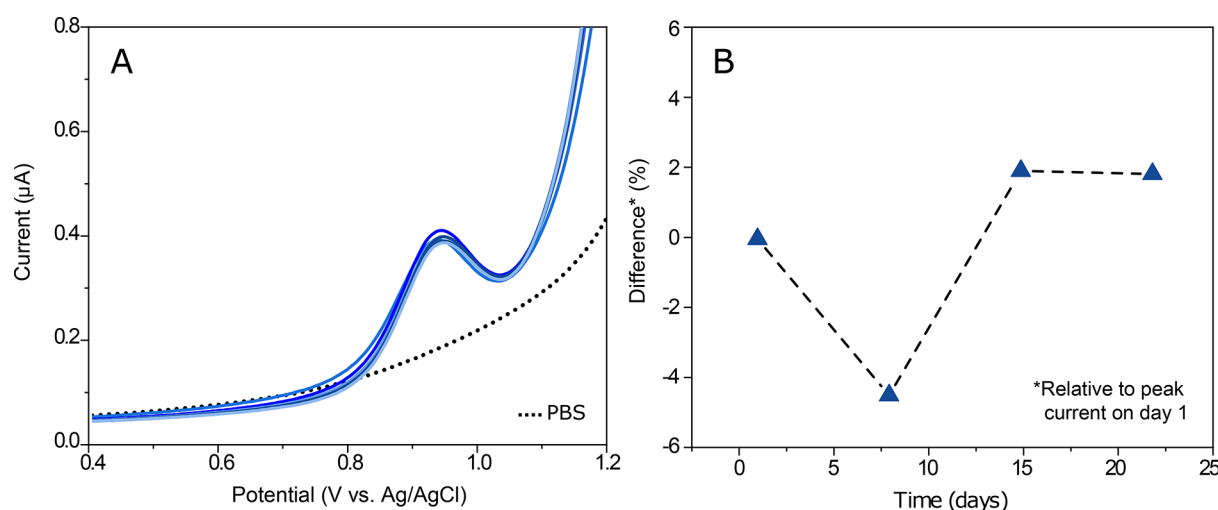 A
0.8
0.6
0.4
0.2
0.0
0.4
0.6
0.8
1.0
1.2
Current (µA)
Potential (V vs. Ag/AgCl)
PBS
B
6
4
2
0
-2
-4
-6
0
5
10
15
20
25
Difference* (%)
Time (days)
*Relative to peak
current on day 1